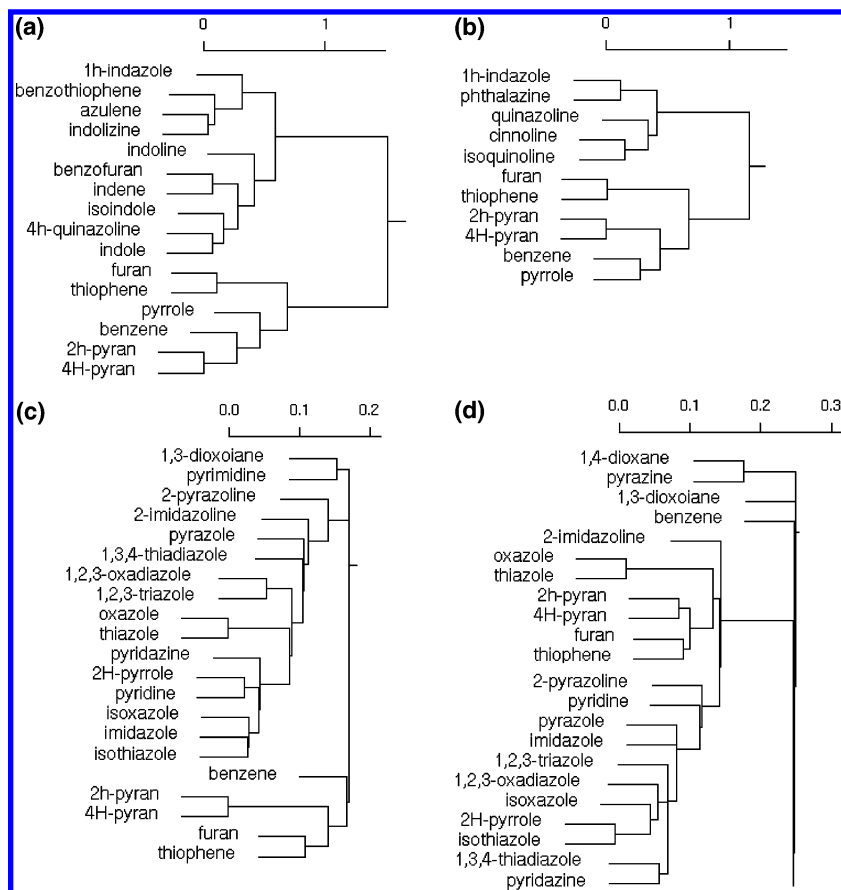 (a)
0 1
1h-indazole
benzothiophene
azulene
indolizine
indoline
benzofuran
indene
isoindole
4h-quinazoline
indole
furan
thiophene
pyrrole
benzene
2h-pyran
4H-pyran
(b)
0 1
1h-indazole
phthalazine
quinazoline
cinnoline
isoquinoline
furan
thiophene
2h-pyran
4H-pyran
benzene
pyrrole
(c)
0.0 0.1 0.2
1,3-dioxoiane
pyrimidine
2-pyrazoline
2-imidazoline
pyrazole
1,3,4-thiadiazole
1,2,3-oxadiazole
1,2,3-triazole
oxazole
thiazole
pyridazine
2H-pyrrole
pyridine
isoxazole
imidazole
isothiazole
benzene
2h-pyran
4H-pyran
furan
thiophene
(d)
0.0 0.1 0.2 0.3
1,4-dioxane
pyrazine
1,3-dioxoiane
benzene
2-imidazoline
oxazole
thiazole
2h-pyran
4H-pyran
furan
thiophene
2-pyrazoline
pyridine
pyrazole
imidazole
1,2,3-triazole
1,2,3-oxadiazole
isoxazole
2H-pyrrole
isothiazole
1,3,4-thiadiazole
pyridazine